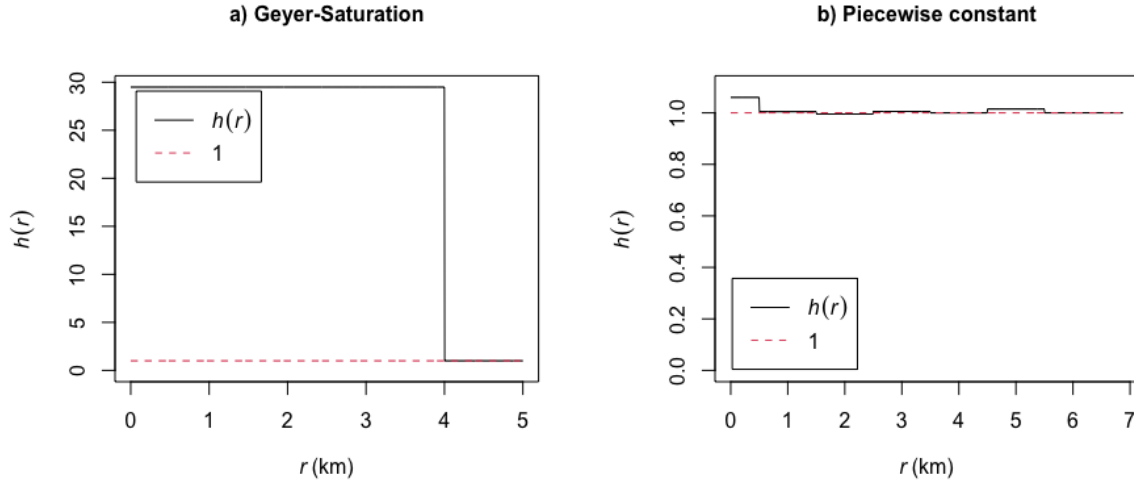 a) Geyer-Saturation
h(r)
30
25
20
15
10
5
0
h(r)
1
0 1 2 3 4 5
r (km)
b) Piecewise constant
h(r)
1.0
0.8
0.6
0.4
0.2
0.0
h(r)
1
0 1 2 3 4 5 6 7
r (km)